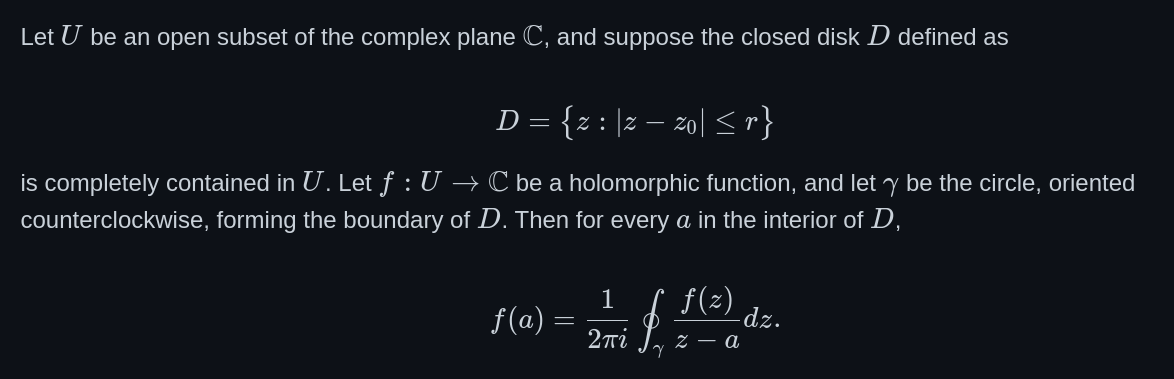 Let U be an open subset of the complex plane ℂ, and suppose the closed disk D defined as
D = {z : |z − z₀| ≤ r}
is completely contained in U. Let f : U → ℂ be a holomorphic function, and let γ be the circle, oriented
counterclockwise, forming the boundary of D. Then for every a in the interior of D,
f(a) = \frac{1}{2πi} ∮_γ \frac{f(z)}{z − a} dz.